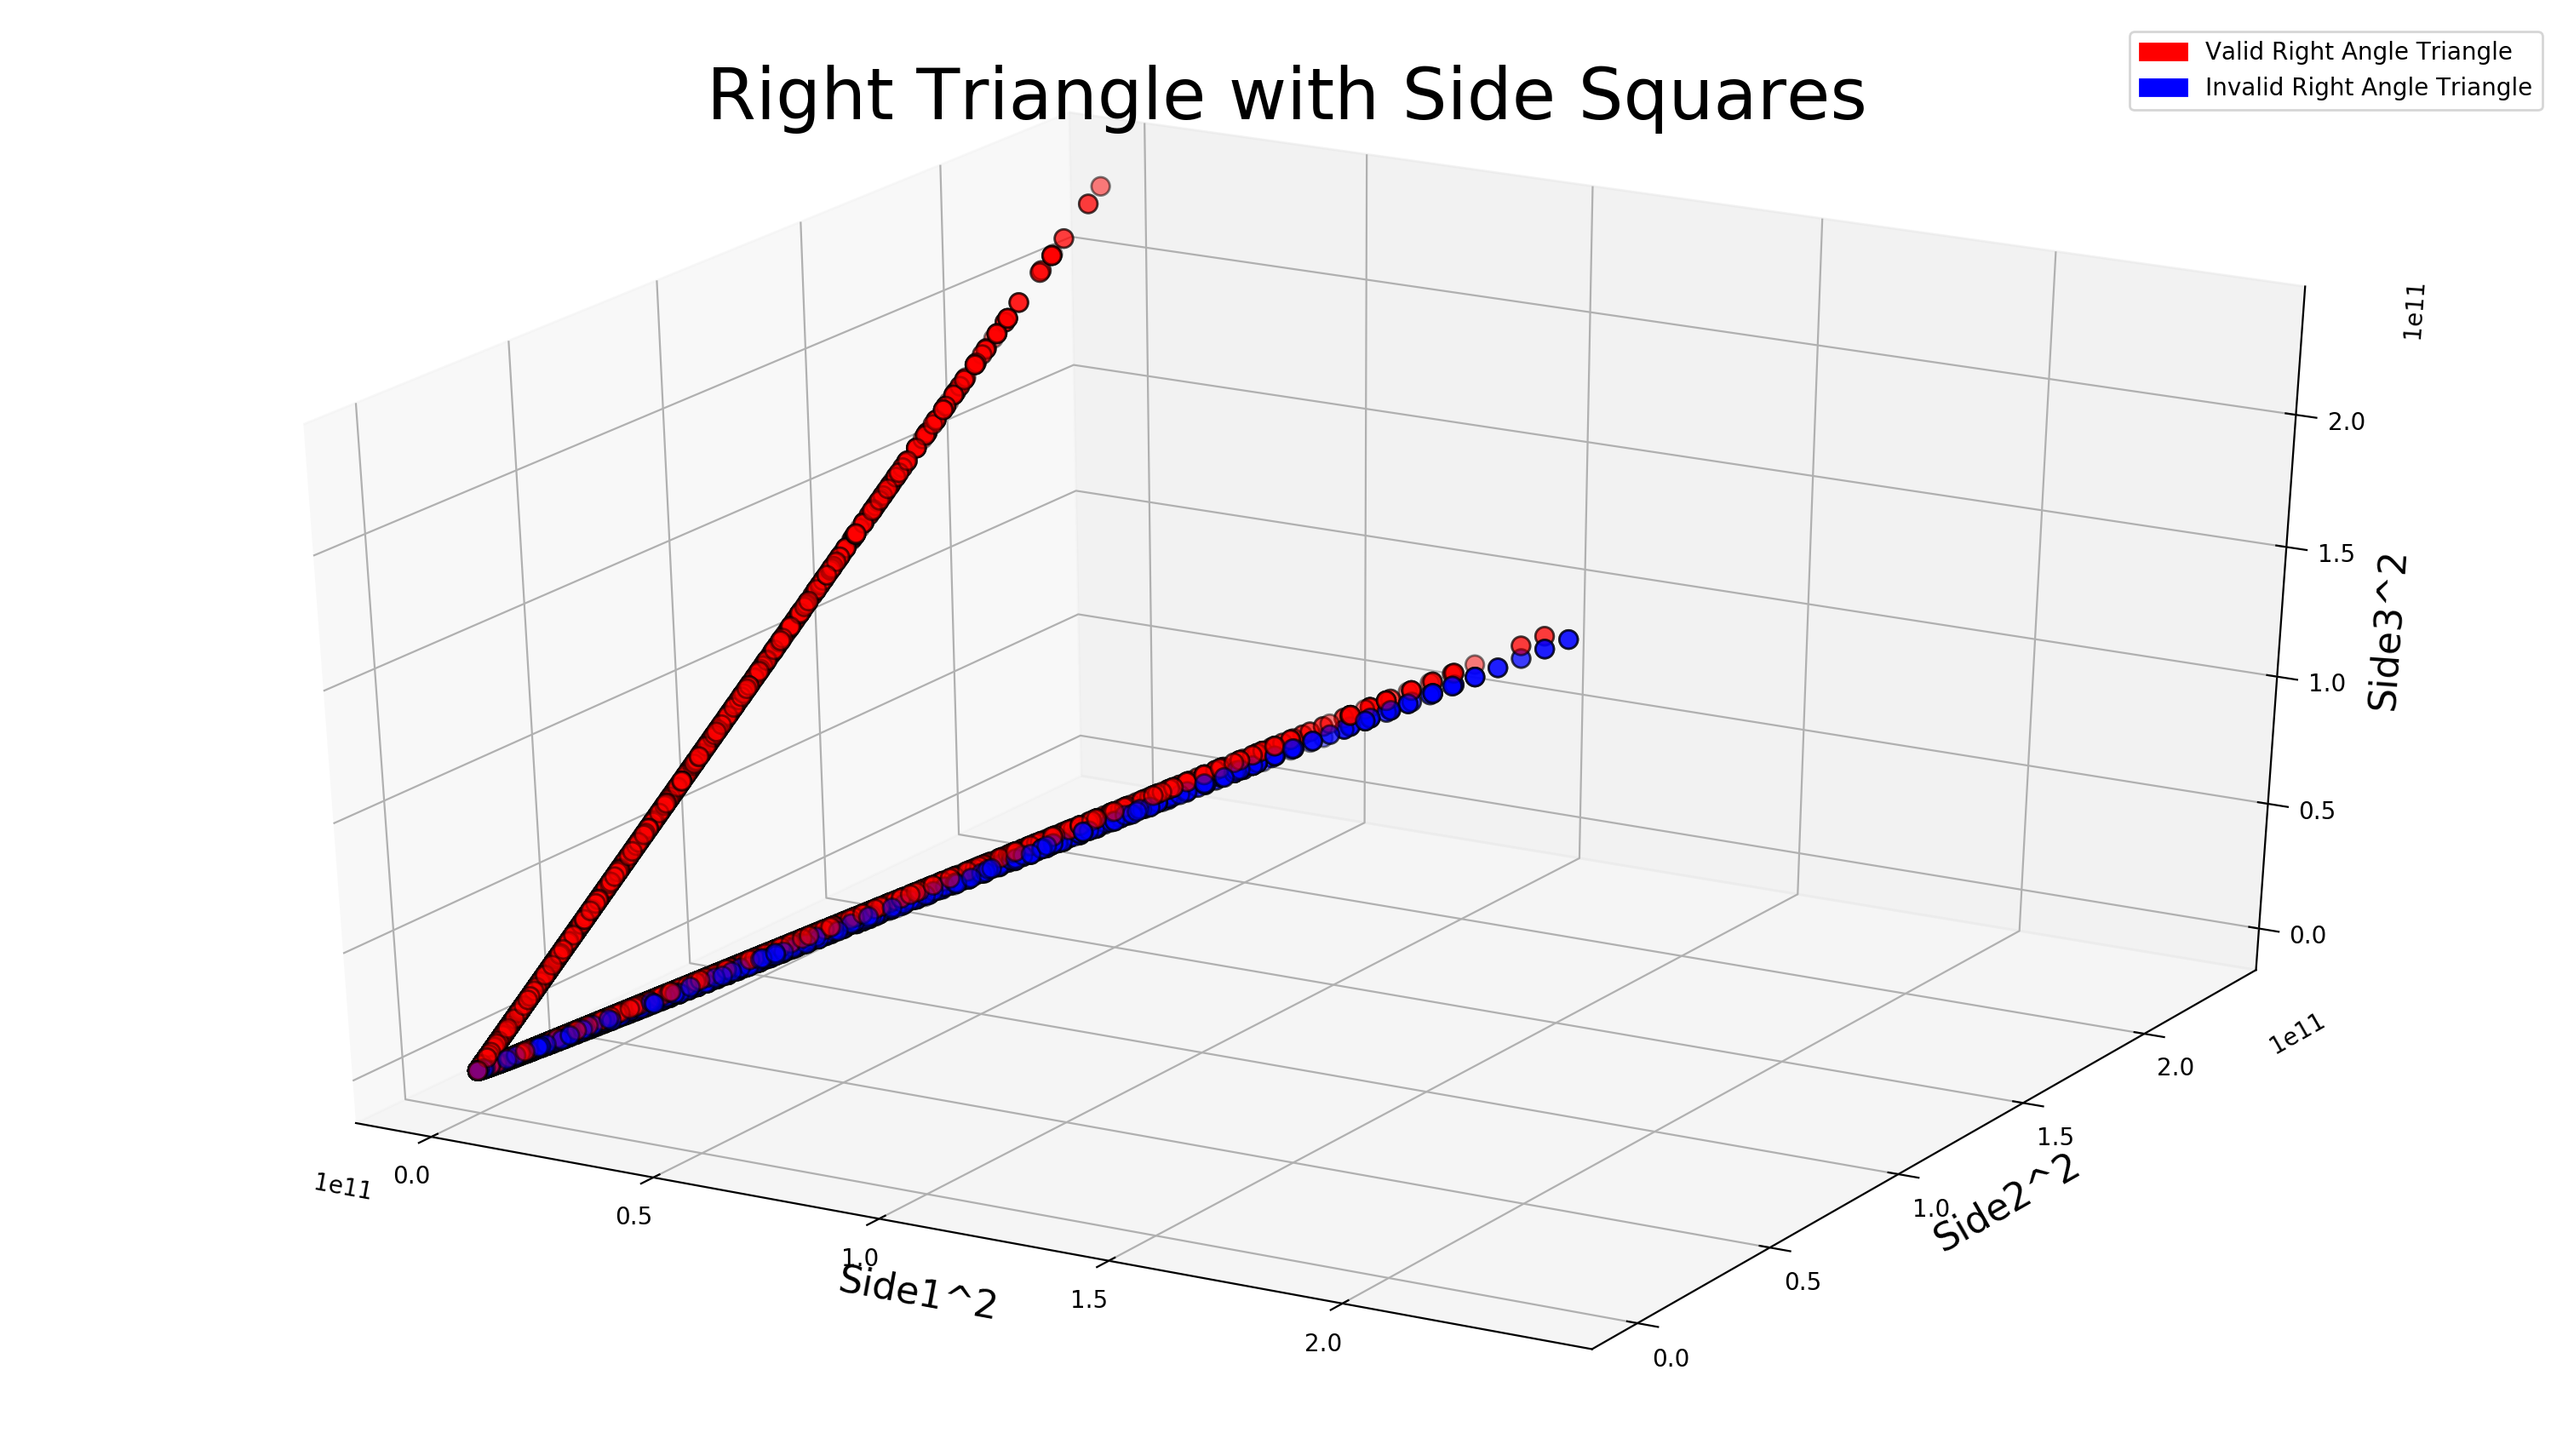 Right Triangle with Side Squares
Valid Right Angle Triangle
Invalid Right Angle Triangle
1e11
2.0
1.5
1.0
0.5
0.0
Side3^2
1e11
2.0
1.5
1.0
0.5
0.0
Side2^2
1e11
0.0
0.5
1.0
1.5
2.0
Side1^2